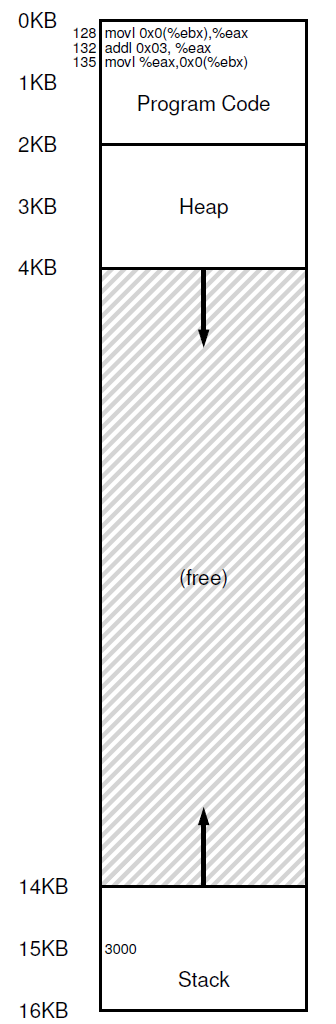 0KB
128 movl 0x0(%ebx),%eax
132 addl 0x03, %eax
135 movl %eax,0x0(%ebx)
1KB
Program Code
2KB
3KB
Heap
4KB
(free)
14KB
15KB
3000
Stack
16KB